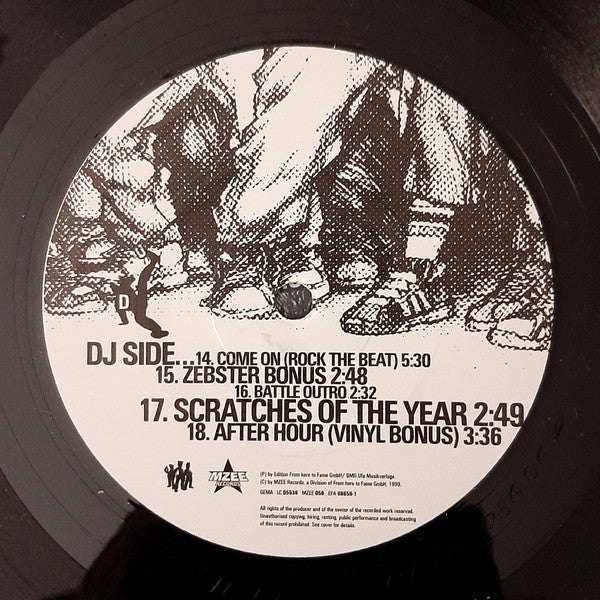 D
DJ SIDE...14. COME ON (ROCK THE BEAT) 5:30
15. ZEBSTER BONUS 2:48
16. BATTLE OUTRO 2:32
17. SCRATCHES OF THE YEAR 2:49
18. AFTER HOUR (VINYL BONUS) 3:36
MZEE
RECORDS
(P) by Edition From here to Fame GmbH/ BMG Ufa Musikverlage.
(C) by MZEE Records, a Division of From here to Fame GmbH, 1999.
GEMA LC 05630 MZEE 050 EFA 08656-1
All rights of the producer and of the owner of the recorded work reserved.
Unauthorised copying, hiring, renting, public performance and broadcasting
of this record prohibited. See cover for details.